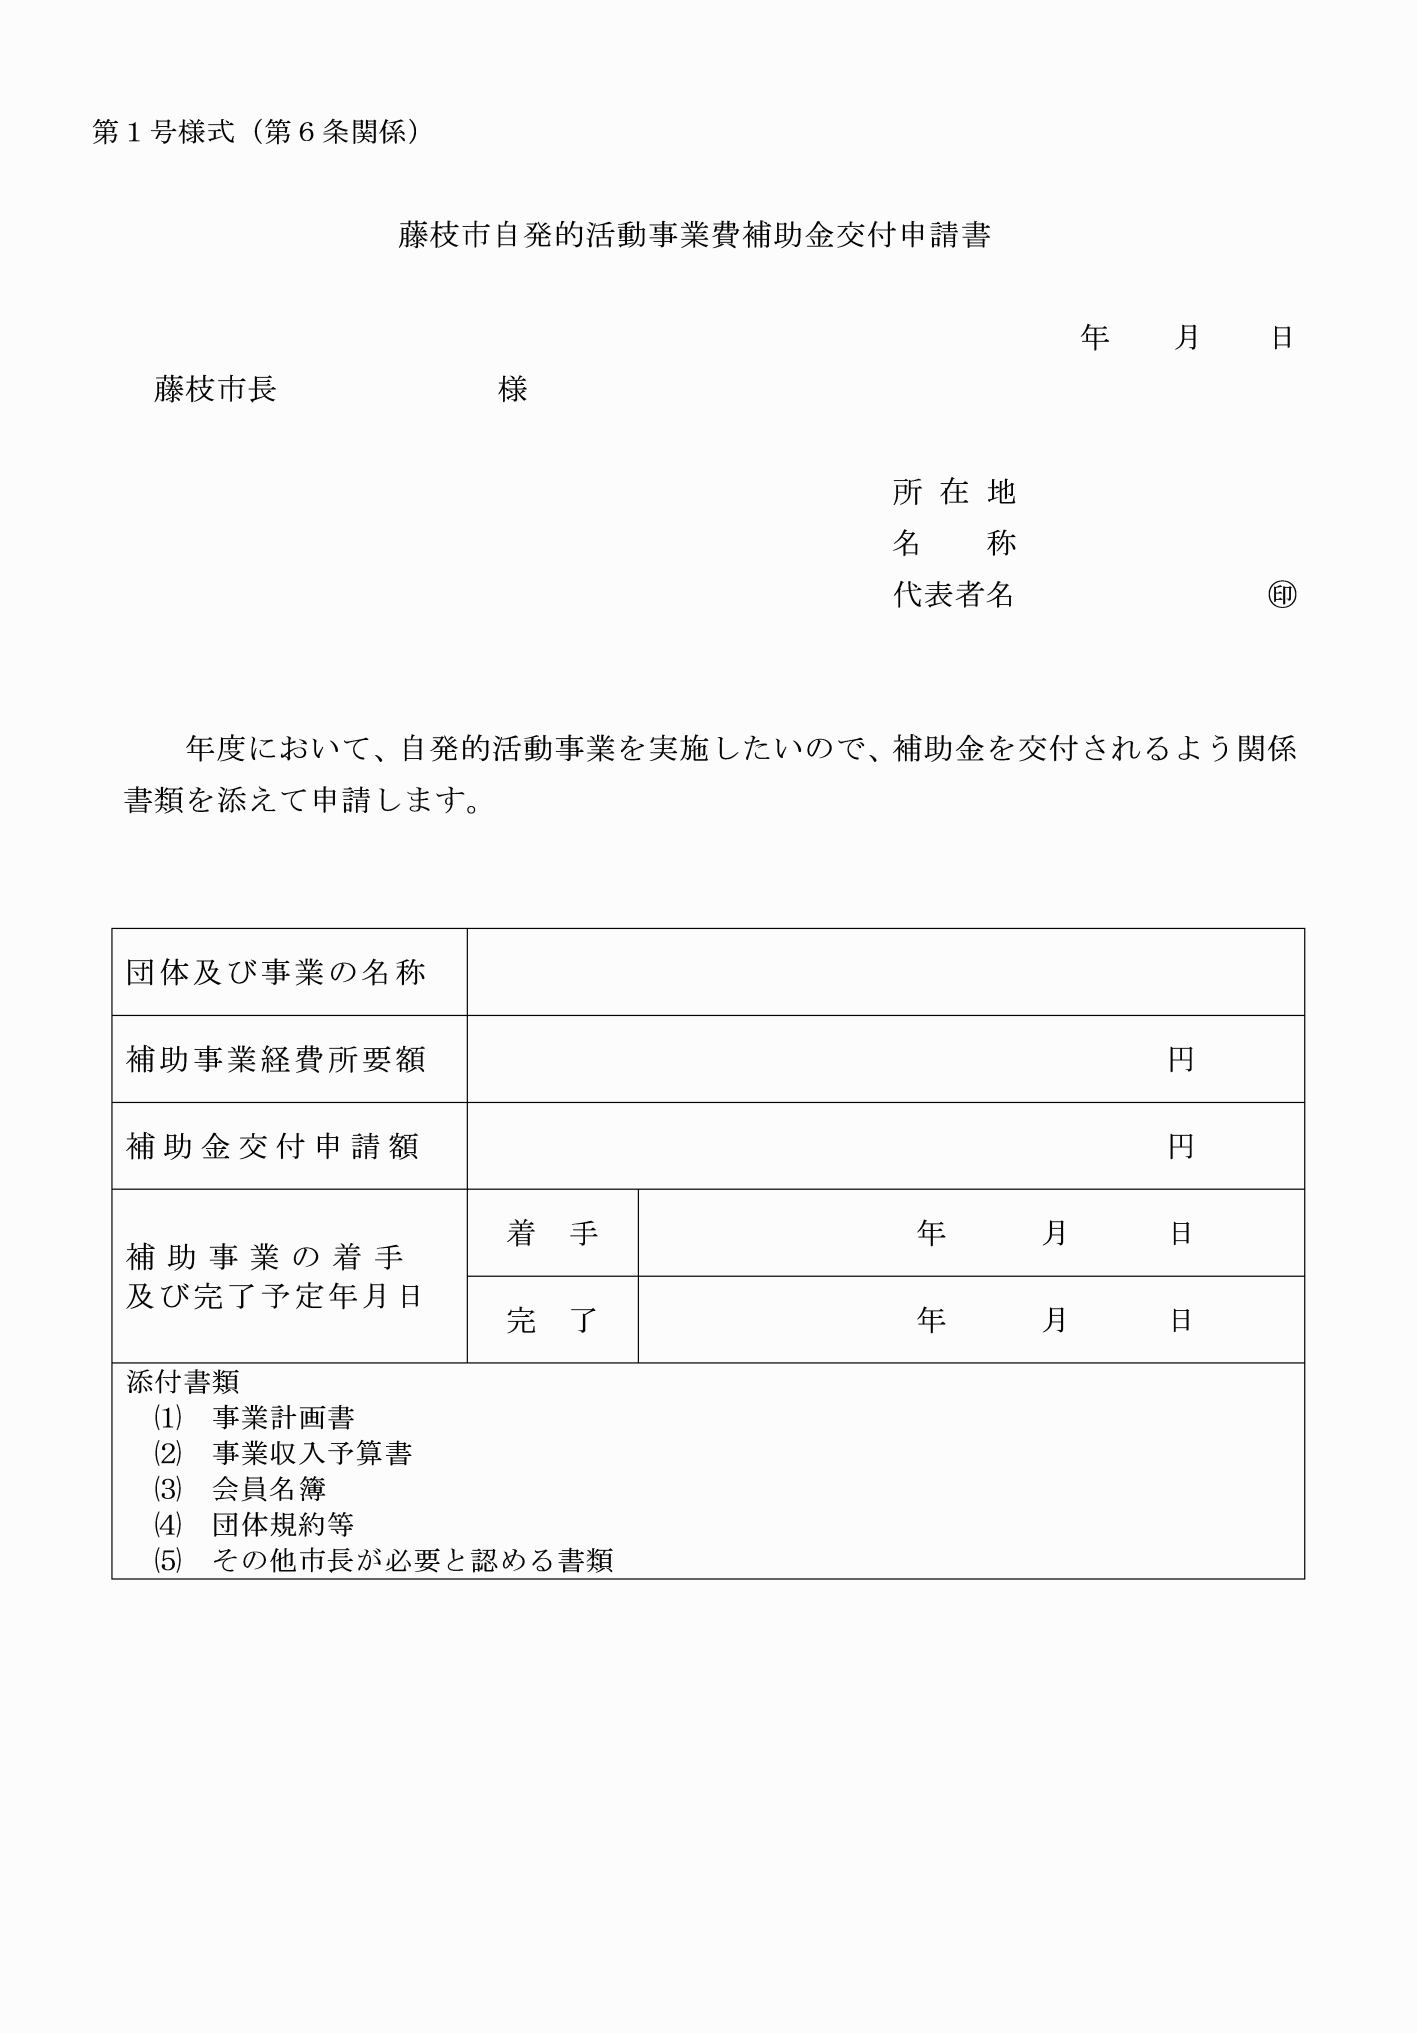 第１号様式（第６条関係）
藤枝市自発的活動事業費補助金交付申請書
年　　月　　日
藤枝市長　　　　　　　様
所在地
名　　称
代表者名　　　　　　　　㊞
年度において、自発的活動事業を実施したいので、補助金を交付されるよう関係
書類を添えて申請します。
団体及び事業の名称
補助事業経費所要額　　円
補助金交付申請額　　円
補助事業の着手
及び完了予定年月日
着　手　　年　　月　　日
完　了　　年　　月　　日
添付書類
⑴　事業計画書
⑵　事業収入予算書
⑶　会員名簿
⑷　団体規約等
⑸　その他市長が必要と認める書類